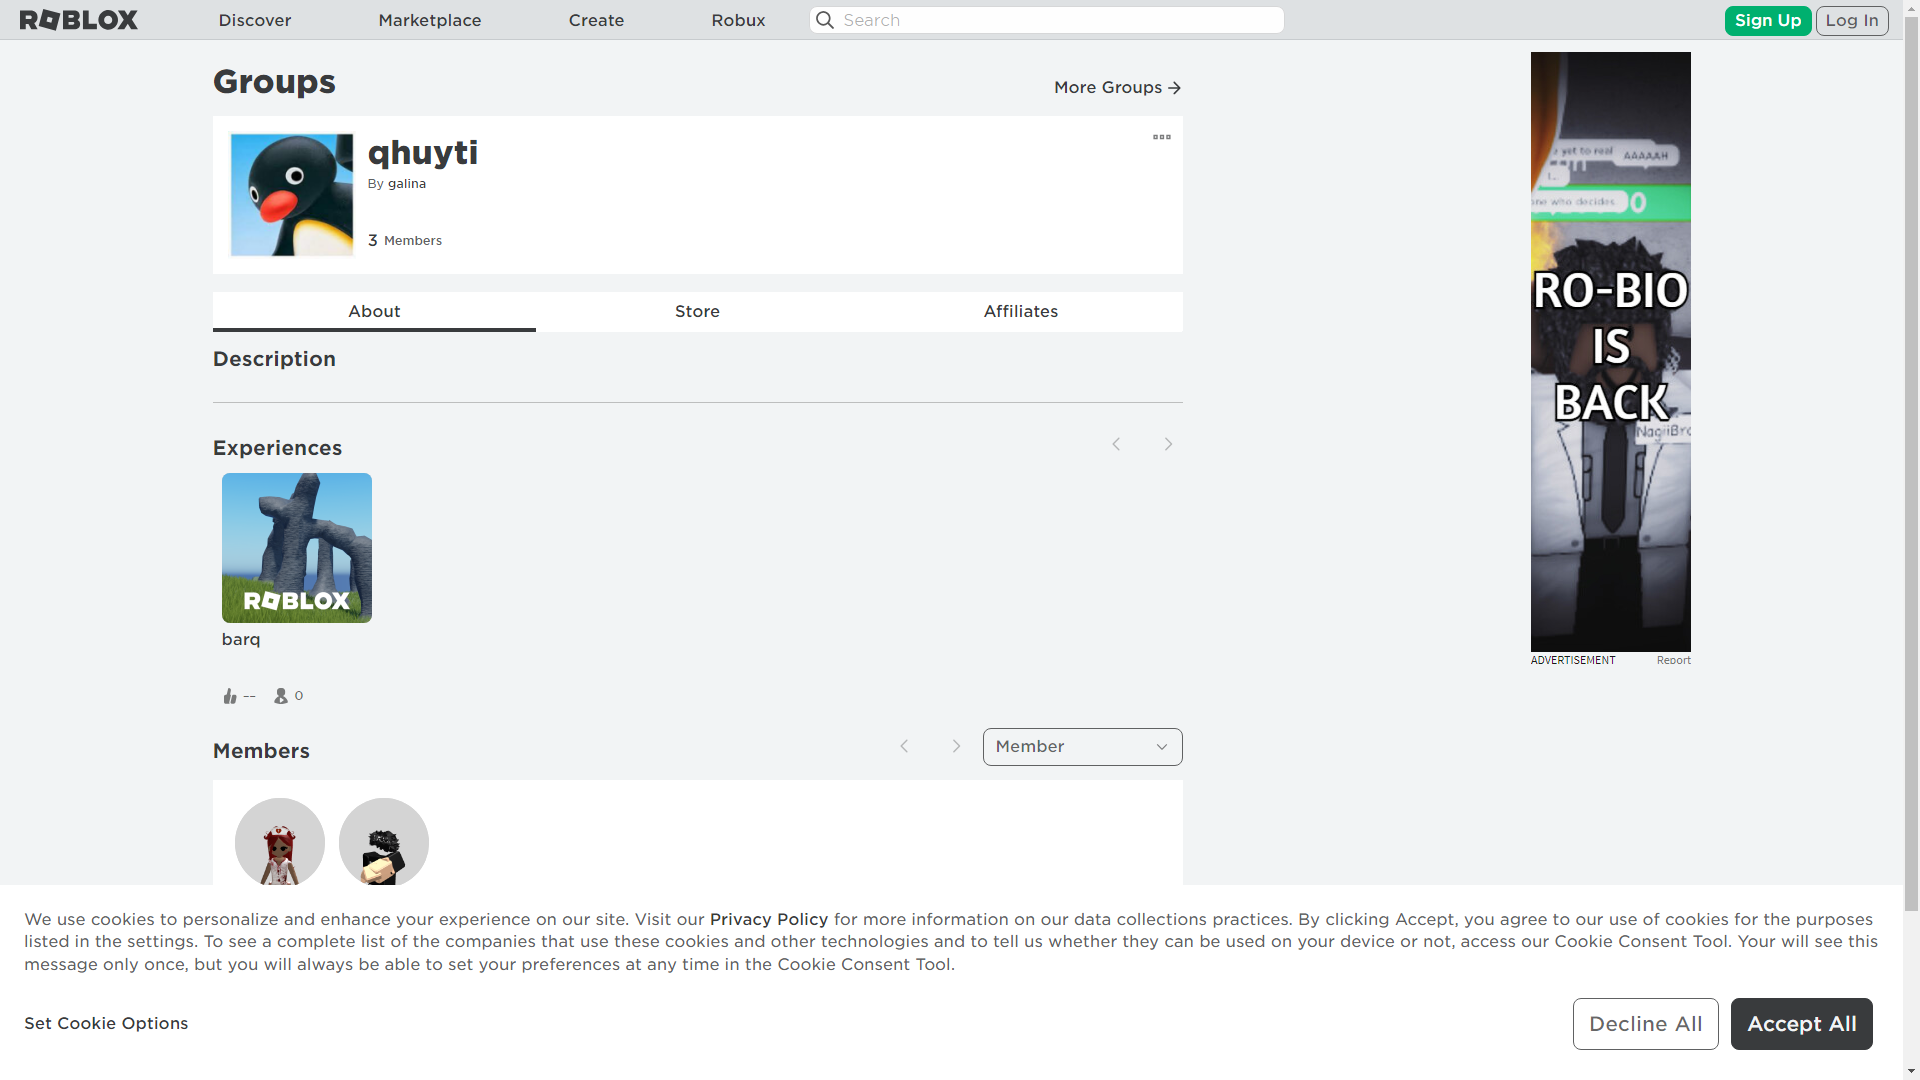 ROBLOX
Discover
Marketplace
Create
Robux
Search
Sign Up
Log In
Groups
More Groups
qhuyti
By galina
3 Members
About
Store
Affiliates
Description
Experiences
ROBLOX
barq
--
0
Members
Member
yet to real
AAAAAH
one who decides.
RO-BIO
IS
BACK
ADVERTISEMENT
Report
We use cookies to personalize and enhance your experience on our site. Visit our Privacy Policy for more information on our data collections practices. By clicking Accept, you agree to our use of cookies for the purposes
listed in the settings. To see a complete list of the companies that use these cookies and other technologies and to tell us whether they can be used on your device or not, access our Cookie Consent Tool. Your will see this
message only once, but you will always be able to set your preferences at any time in the Cookie Consent Tool.
Set Cookie Options
Decline All
Accept All